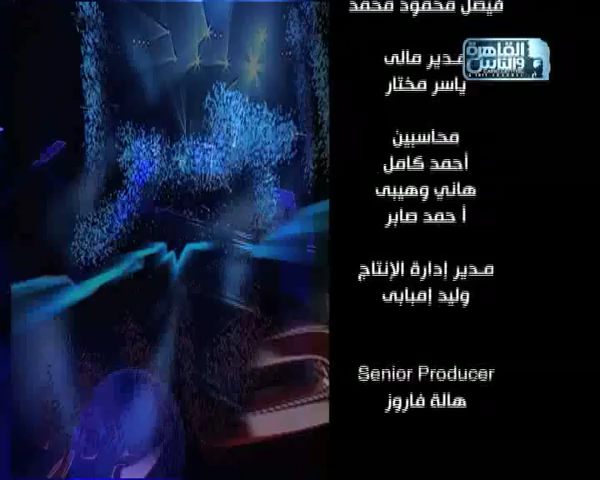 فيصل محمود محمد
القاهرة
والناس
مدير مالى
ياسر مختار
محاسبين
أحمد كامل
هاني وهيبى
أ حمد صابر
مدير إدارة الإنتاج
وليد إمبابى
Senior Producer
هالة فاروز